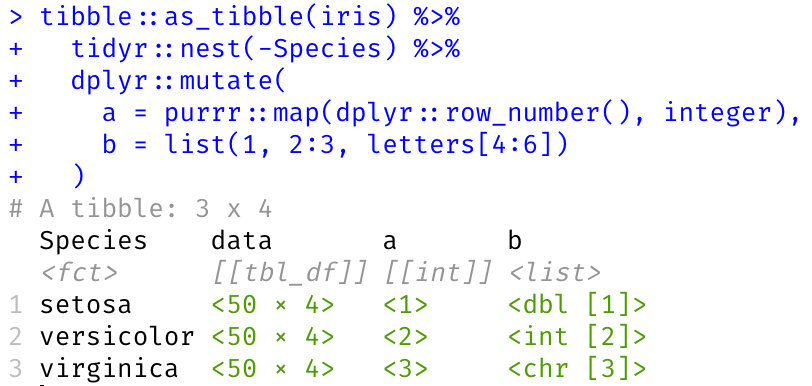 > tibble::as_tibble(iris) %>%
+   tidyr::nest(-Species) %>%
+   dplyr::mutate(
+     a = purrr::map(dplyr::row_number(), integer),
+     b = list(1, 2:3, letters[4:6])
+   )
# A tibble: 3 x 4
  Species    data       a       b
  <fct>      [[tbl_df]] [[int]] <list>
1 setosa     <50 × 4>   <1>     <dbl [1]>
2 versicolor <50 × 4>   <2>     <int [2]>
3 virginica  <50 × 4>   <3>     <chr [3]>